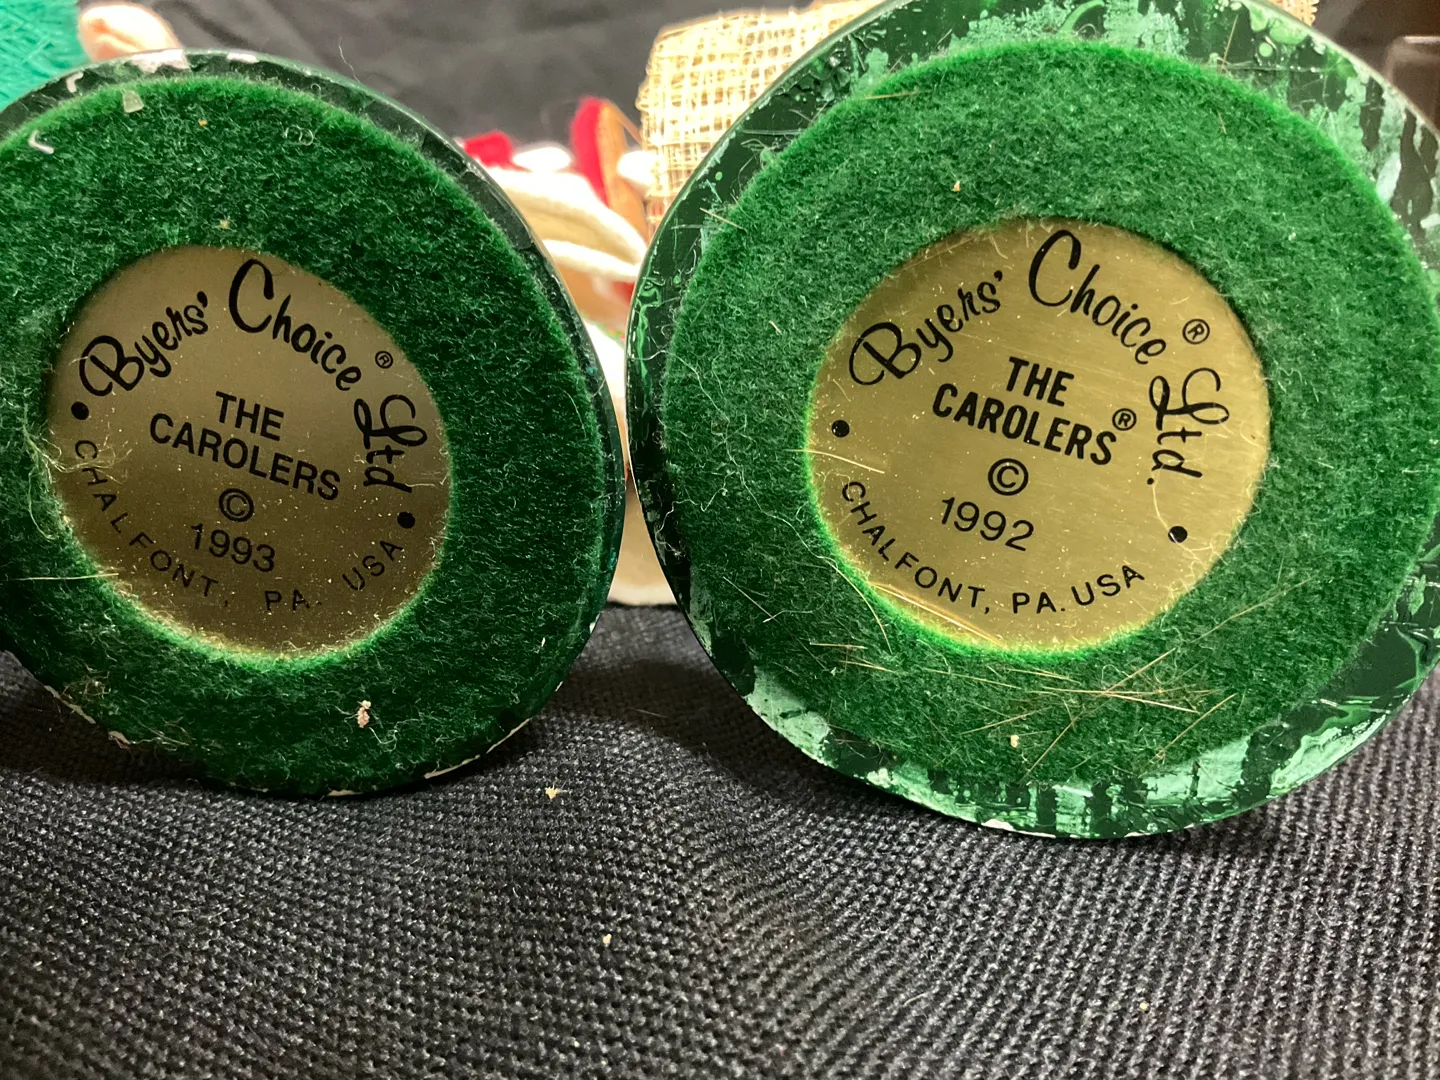 Byers' Choice® Ltd
THE
CAROLERS
©
1993
CHALFONT, PA. USA
Byers' Choice® Ltd.
THE
CAROLERS®
©
1992
CHALFONT, PA. USA